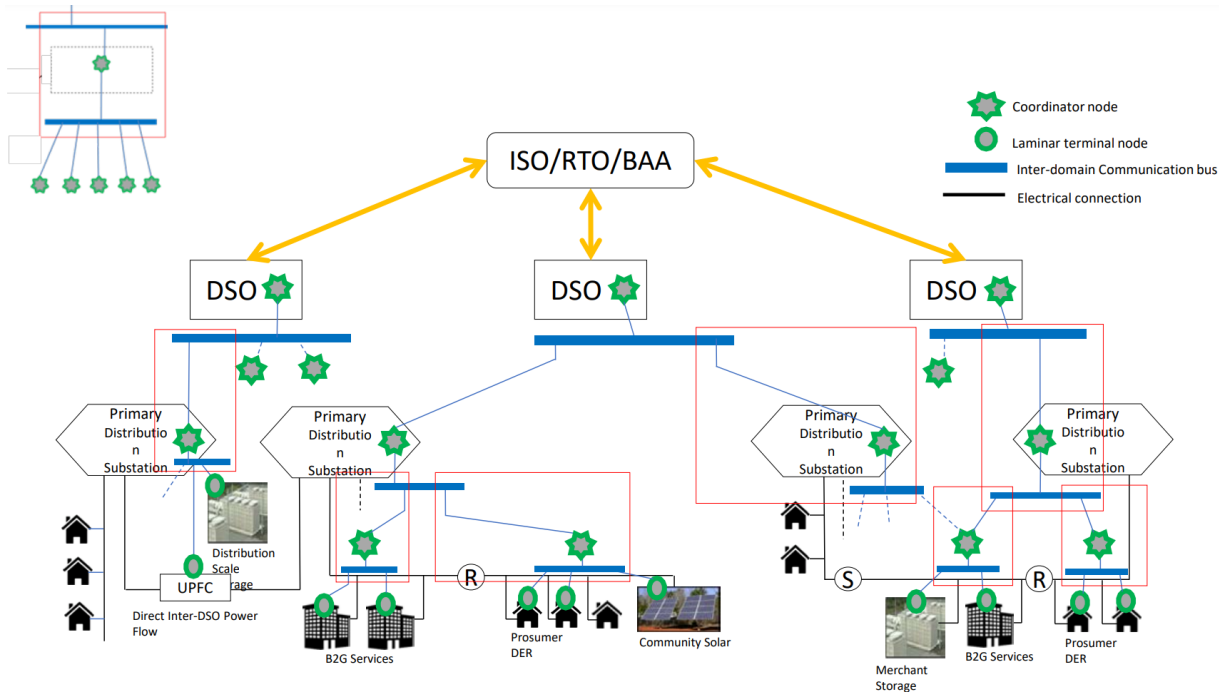 Coordinator node
Laminar terminal node
Inter-domain Communication bus
Electrical connection
ISO/RTO/BAA
DSO
DSO
DSO
Primary
Distributio
n
Substation
Primary
Distributio
n
Substation
Primary
Distributio
n
Substation
Primary
Distributio
n
Substation
Distribution
Scale
rage
UPFC
Direct Inter-DSO Power
Flow
R
S
R
B2G Services
Prosumer
DER
Community Solar
Merchant
Storage
B2G Services
Prosumer
DER